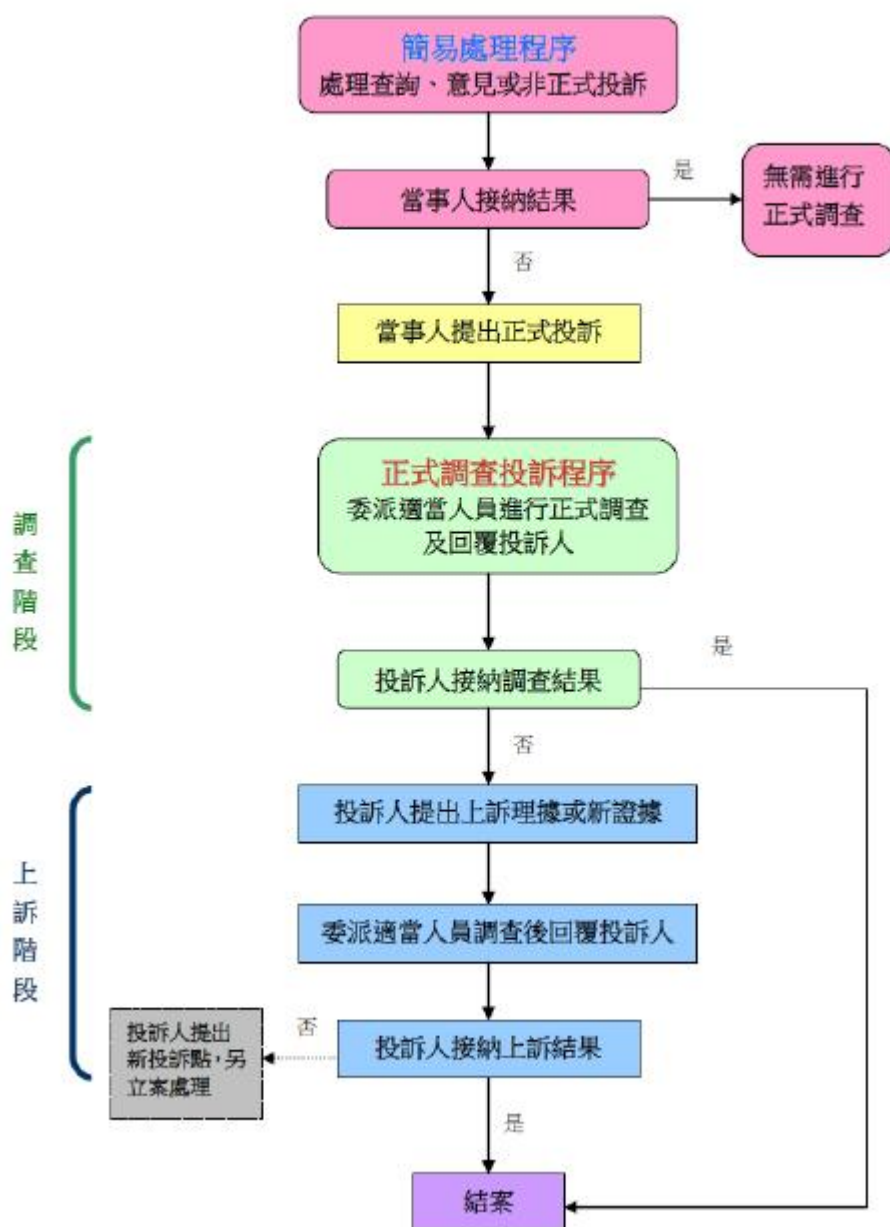 簡易處理程序
處理查詢、意見或非正式投訴
當事人接納結果
是
無需進行
正式調查
否
當事人提出正式投訴
調查階段
正式調查投訴程序
委派適當人員進行正式調查
及回覆投訴人
投訴人接納調查結果
是
否
上訴階段
投訴人提出上訴理據或新證據
委派適當人員調查後回覆投訴人
投訴人接納上訴結果
否
投訴人提出
新投訴點，另
立案處理
是
結案